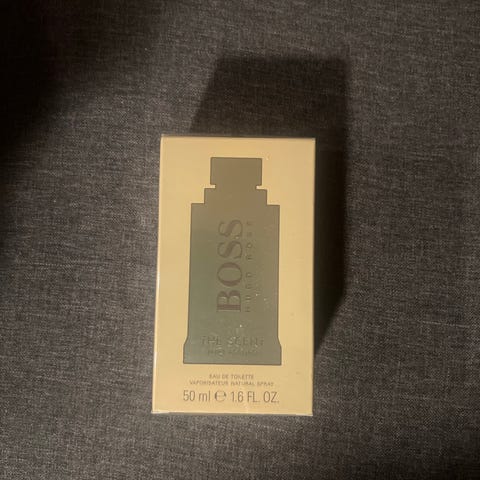 BOSS
HUGO BOSS
THE SCENT
EAU DE TOILETTE
VAPORISATEUR NATURAL SPRAY
50 ml ℮ 1.6 FL. OZ.